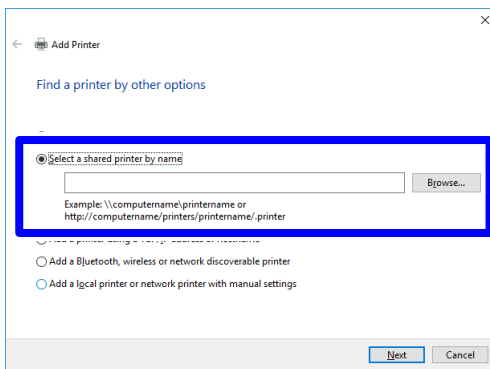 Add Printer
Find a printer by other options
Select a shared printer by name
Browse...
Example: \\computername\printername or
http://computername/printers/printername/.printer
Add a Bluetooth, wireless or network discoverable printer
Add a local printer or network printer with manual settings
Next Cancel